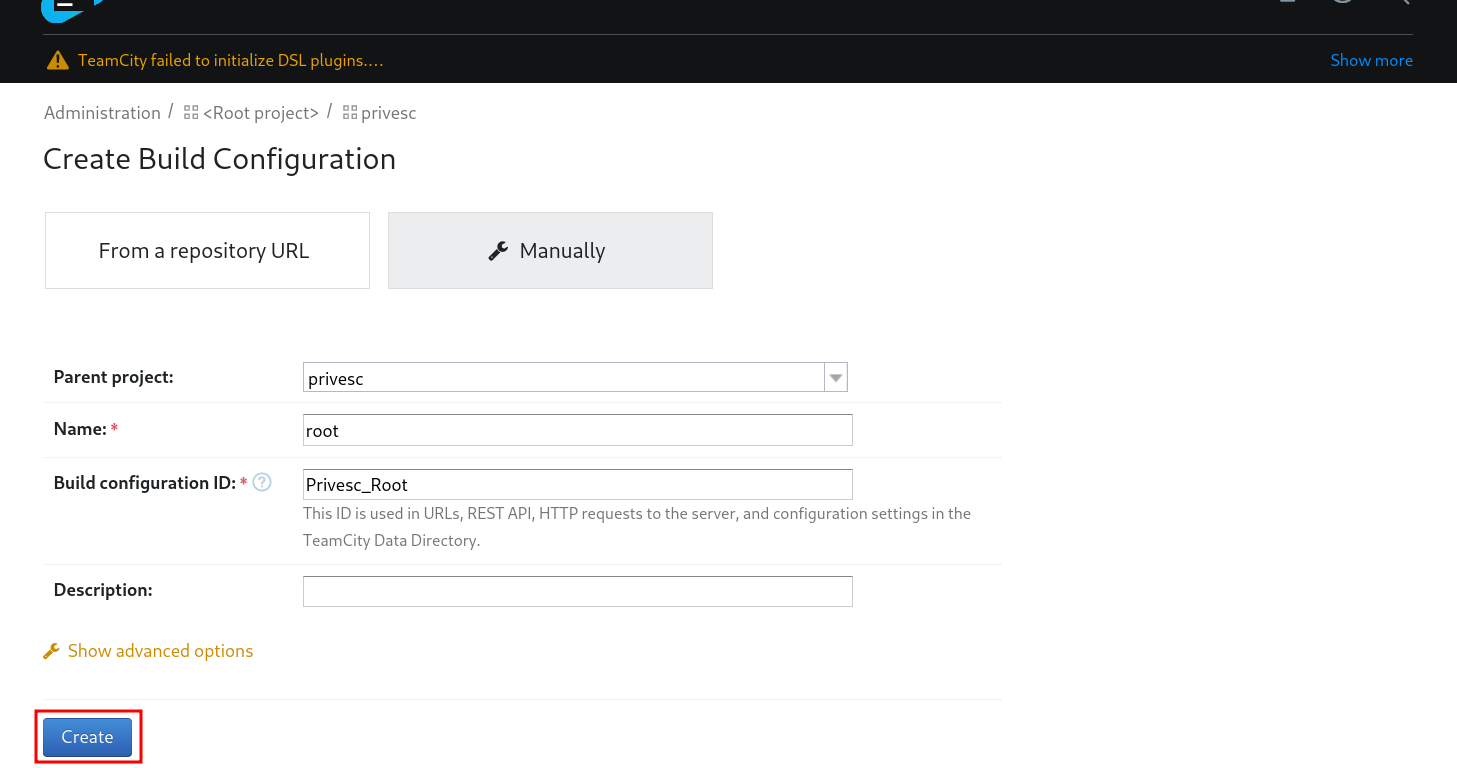 TeamCity failed to initialize DSL plugins.... Show more
Administration / <Root project> / privesc
Create Build Configuration
From a repository URL Manually
Parent project: privesc
Name: * root
Build configuration ID: * ? Privesc_Root
This ID is used in URLs, REST API, HTTP requests to the server, and configuration settings in the
TeamCity Data Directory.
Description:
Show advanced options
Create